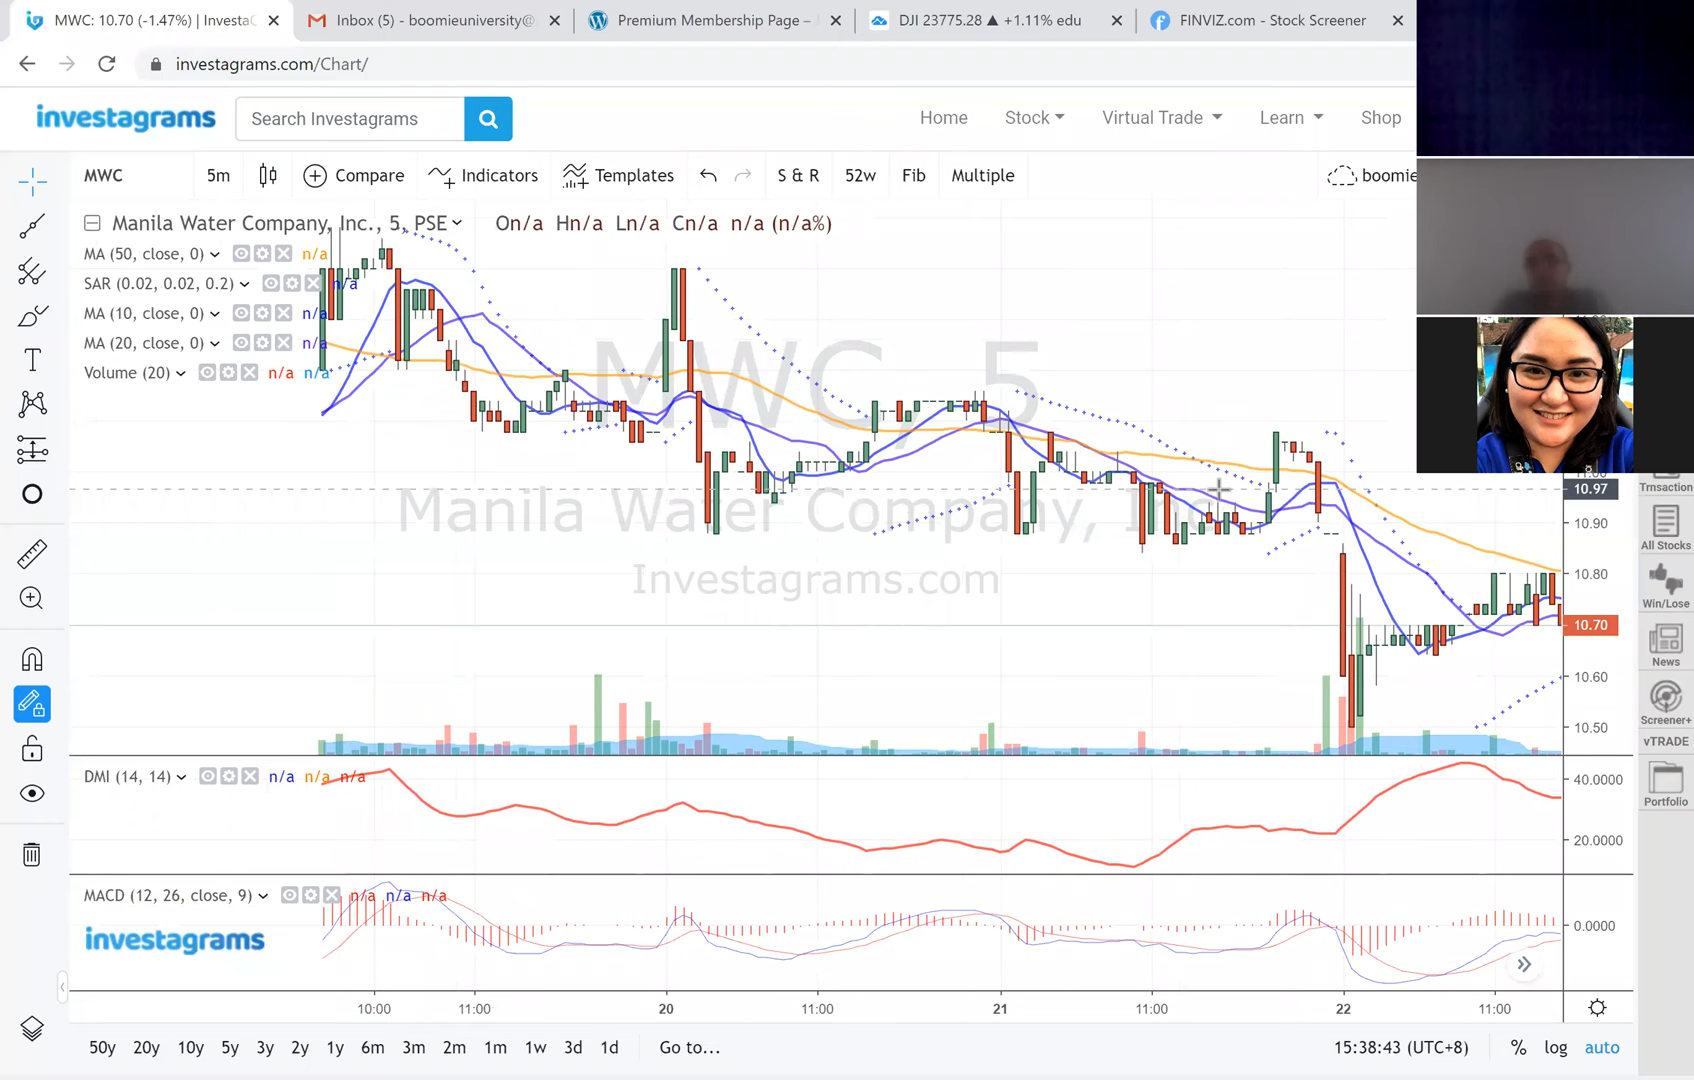 MWC: 10.70 (-1.47%) | Investa
Inbox (5) - boomieuniversity@
Premium Membership Page –
DJI 23775.28 ▲ +1.11% edu
FINVIZ.com - Stock Screener
investagrams.com/Chart/
investagrams
Search Investagrams
Home
Stock
Virtual Trade
Learn
Shop
MWC
5m
Compare
Indicators
Templates
S & R
52w
Fib
Multiple
boomie
Manila Water Company, Inc., 5, PSE
On/a Hn/a Ln/a Cn/a n/a (n/a%)
MA (50, close, 0) n/a
SAR (0.02, 0.02, 0.2) n/a
MA (10, close, 0) n/a
MA (20, close, 0) n/a
Volume (20) n/a n/a
MWC, 5
Manila Water Company, Inc.
Investagrams.com
10.97
10.90
10.80
10.70
10.60
10.50
Trnsaction
All Stocks
Win/Lose
News
Screener+
vTRADE
Portfolio
DMI (14, 14) n/a n/a n/a
40.0000
20.0000
MACD (12, 26, close, 9) n/a n/a n/a
investagrams
0.0000
10:00
11:00
20
11:00
21
11:00
22
11:00
50y 20y 10y 5y 3y 2y 1y 6m 3m 2m 1m 1w 3d 1d
Go to...
15:38:43 (UTC+8)
% log auto